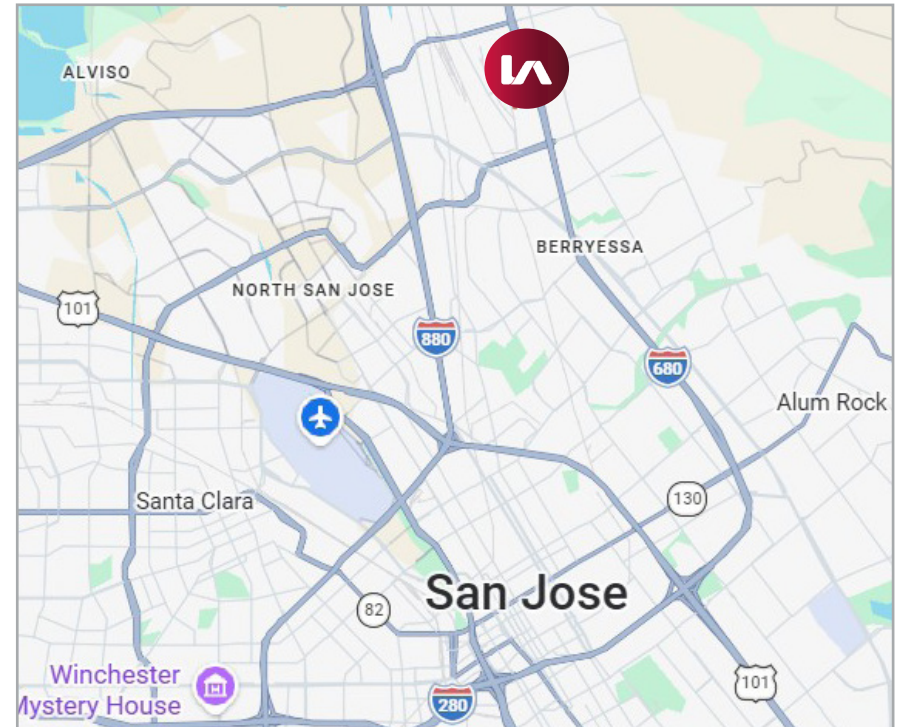 ALVISO
BERRYESSA
NORTH SAN JOSE
101
880
680
Alum Rock
Santa Clara
130
San Jose
82
Winchester
Mystery House
101
280